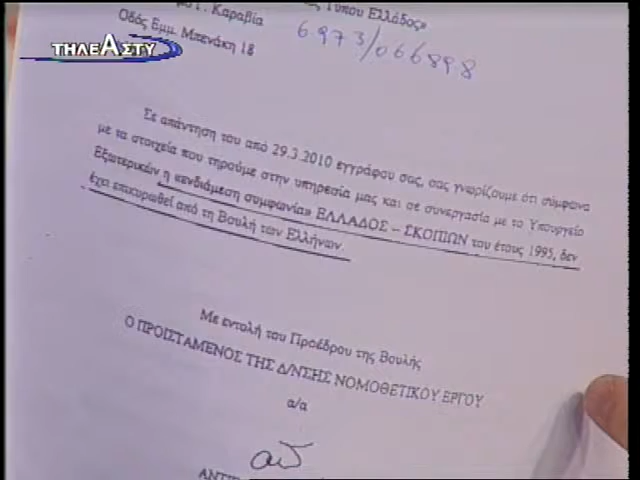 Τύπου Ελλάδος»
Γ. Καραβία
Οδός Εμμ. Μπενάκη 18
6973/066898
ΤΗΛΕΑΣΤΥ
Σε απάντηση του από 29.3.2010 εγγράφου σας, σας γνωρίζουμε ότι σύμφωνα
με τα στοιχεία που τηρούμε στην υπηρεσία μας και σε συνεργασία με το Υπουργείο
Εξωτερικών η «ενδιάμεση συμφωνία» ΕΛΛΑΔΟΣ – ΣΚΟΠΙΩΝ του έτους 1995, δεν
έχει επικυρωθεί από τη Βουλή των Ελλήνων.
Με εντολή του Προέδρου της Βουλής
Ο ΠΡΟΙΣΤΑΜΕΝΟΣ ΤΗΣ Δ/ΝΣΗΣ ΝΟΜΟΘΕΤΙΚΟΥ ΕΡΓΟΥ
α/α